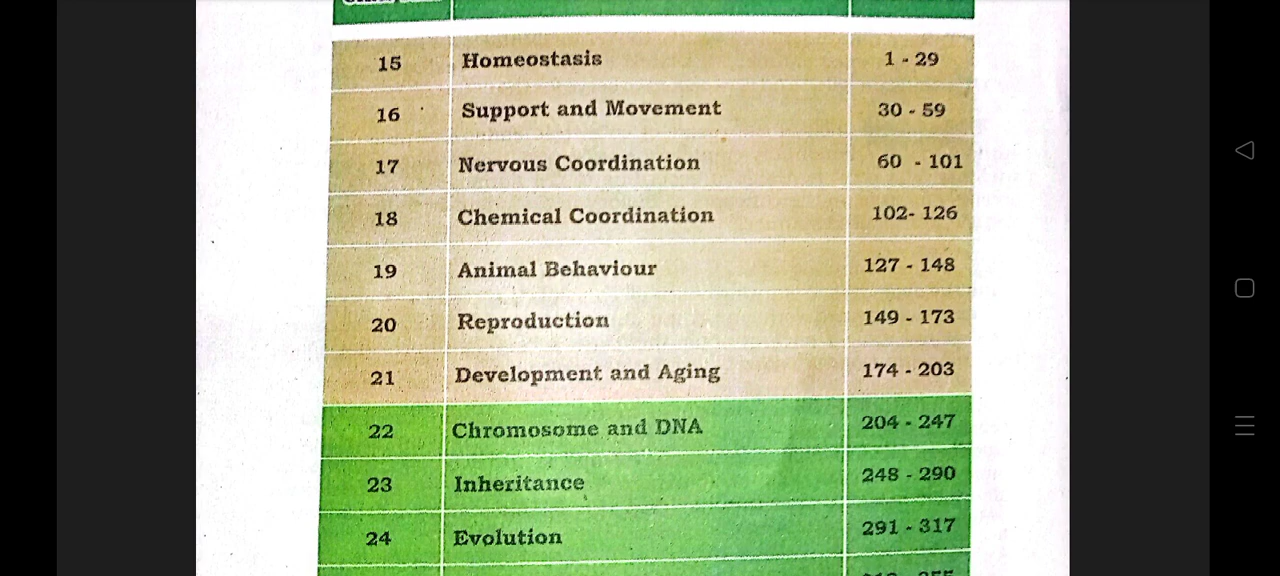 15 Homeostasis 1 - 29
16 Support and Movement 30 - 59
17 Nervous Coordination 60 - 101
18 Chemical Coordination 102- 126
19 Animal Behaviour 127 - 148
20 Reproduction 149 - 173
21 Development and Aging 174 - 203
22 Chromosome and DNA 204 - 247
23 Inheritance 248 - 290
24 Evolution 291 - 317